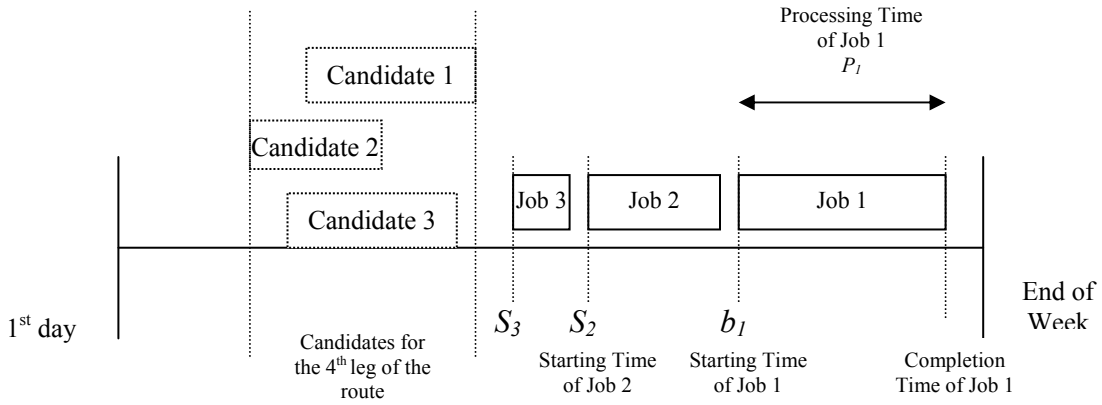 Processing Time
of Job 1
P1
Candidate 1
Candidate 2
Candidate 3
Job 3
Job 2
Job 1
1st day
S3
S2
b1
End of
Week
Candidates for
the 4th leg of the
route
Starting Time
of Job 2
Starting Time
of Job 1
Completion
Time of Job 1